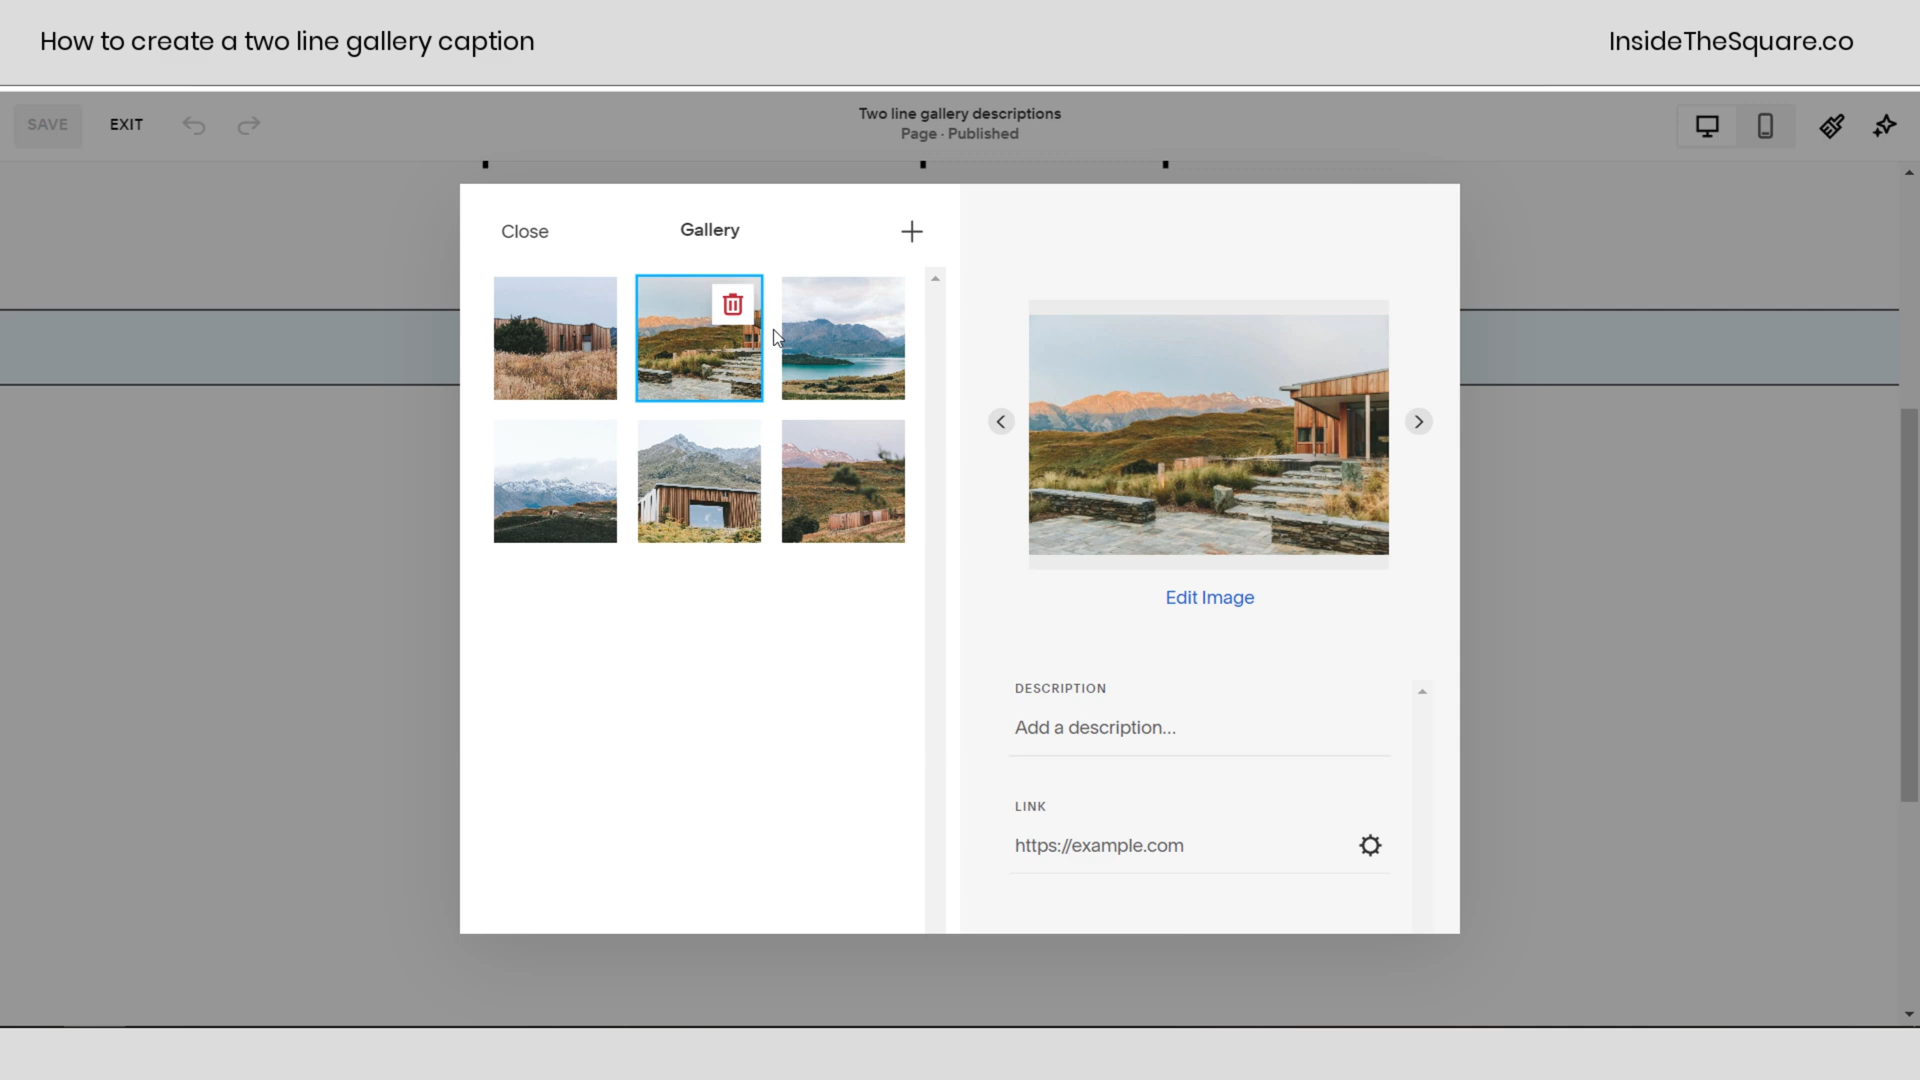 How to create a two line gallery caption
InsideTheSquare.co
SAVE
EXIT
Two line gallery descriptions
Page · Published
Close
Gallery
Edit Image
DESCRIPTION
Add a description...
LINK
https://example.com